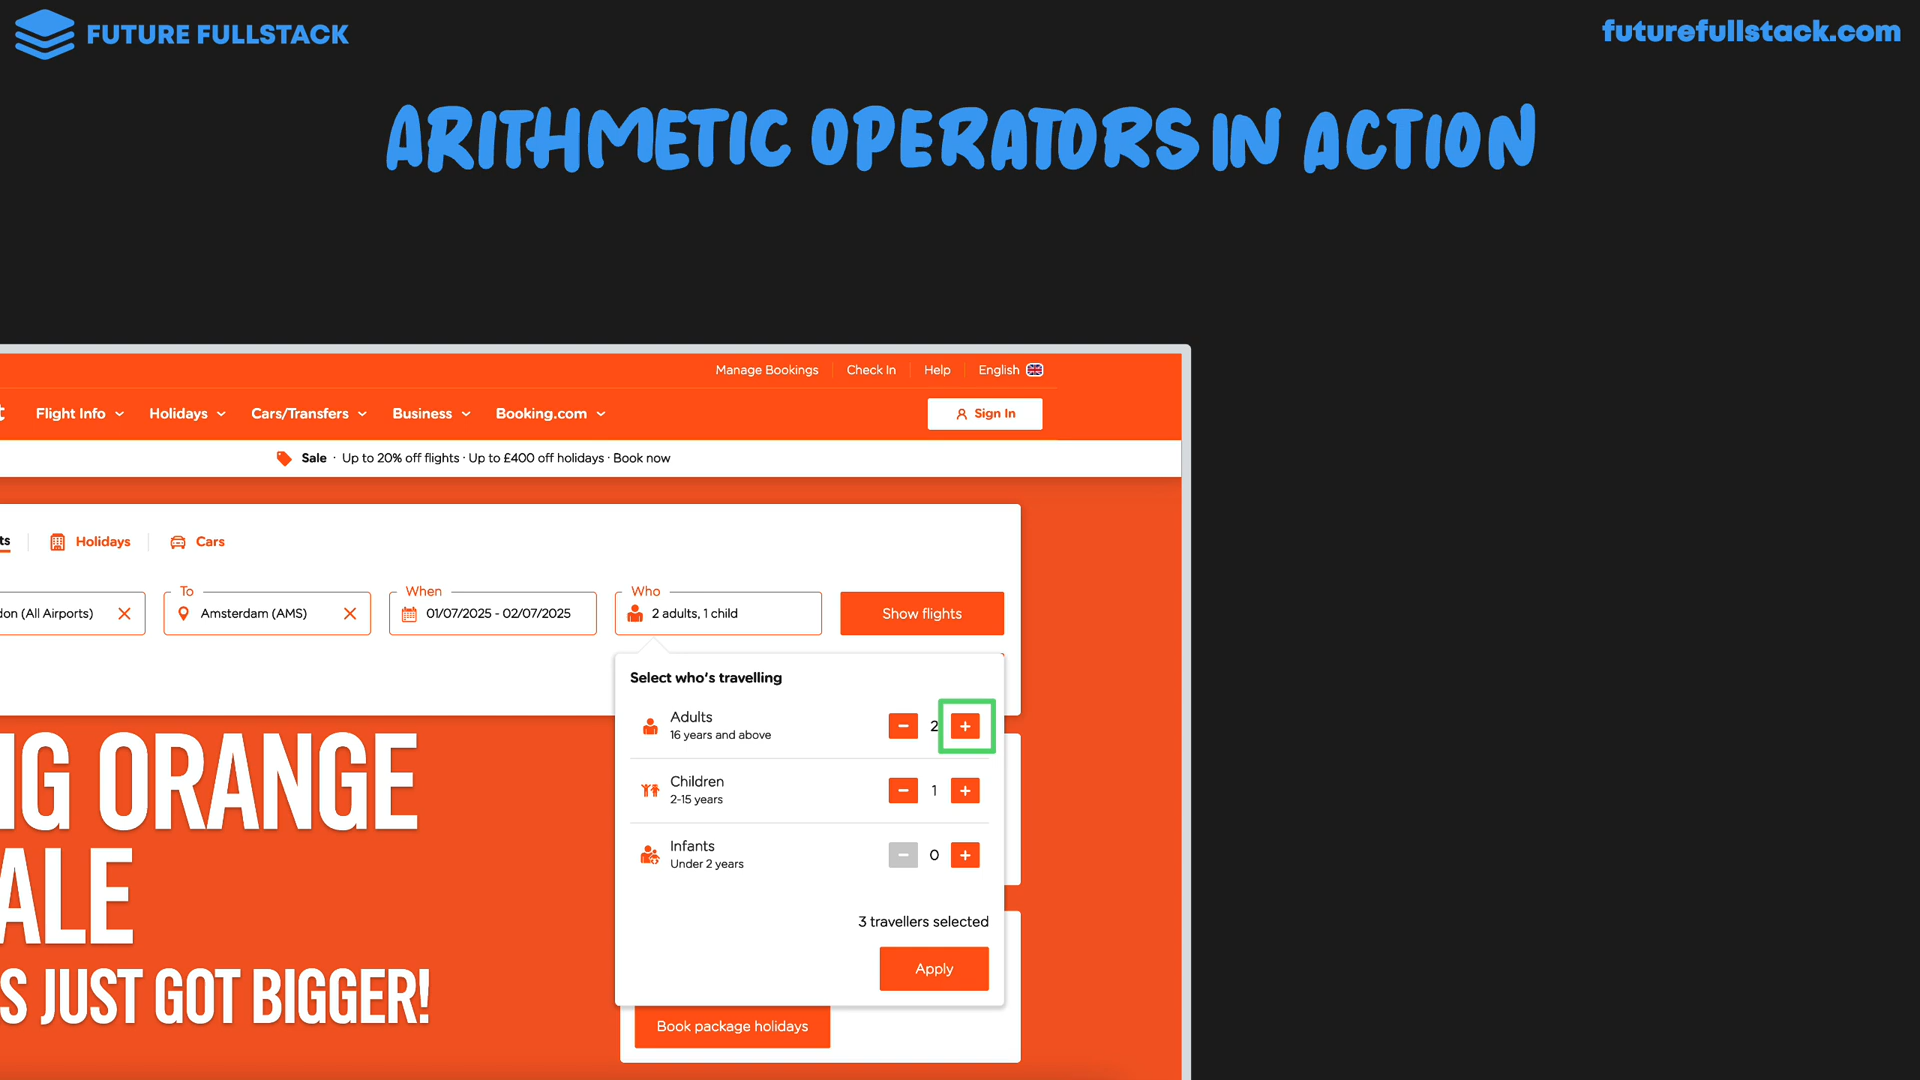 FUTURE FULLSTACK
futurefullstack.com
ARITHMETIC OPERATORS IN ACTION
Manage Bookings
Check In
Help
English
t
Flight Info
Holidays
Cars/Transfers
Business
Booking.com
Sign In
Sale · Up to 20% off flights · Up to £400 off holidays · Book now
ts
Holidays
Cars
To
When
Who
don (All Airports)
Amsterdam (AMS)
01/07/2025 - 02/07/2025
2 adults, 1 child
Show flights
Select who's travelling
Adults
16 years and above
− 2 +
Children
2-15 years
− 1 +
Infants
Under 2 years
− 0 +
3 travellers selected
Apply
NG ORANGE
ALE
S JUST GOT BIGGER!
Book package holidays